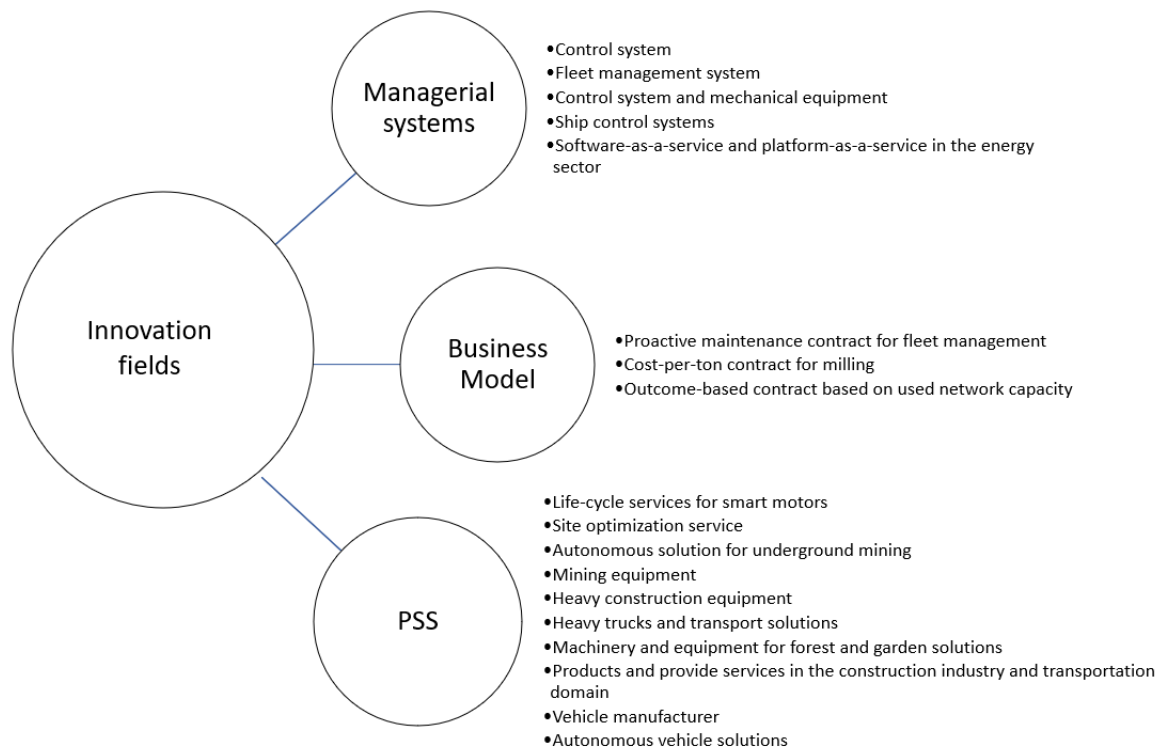 Managerial
systems
•Control system
•Fleet management system
•Control system and mechanical equipment
•Ship control systems
•Software-as-a-service and platform-as-a-service in the energy
sector
Innovation
fields
Business
Model
•Proactive maintenance contract for fleet management
•Cost-per-ton contract for milling
•Outcome-based contract based on used network capacity
PSS
•Life-cycle services for smart motors
•Site optimization service
•Autonomous solution for underground mining
•Mining equipment
•Heavy construction equipment
•Heavy trucks and transport solutions
•Machinery and equipment for forest and garden solutions
•Products and provide services in the construction industry and transportation
domain
•Vehicle manufacturer
•Autonomous vehicle solutions